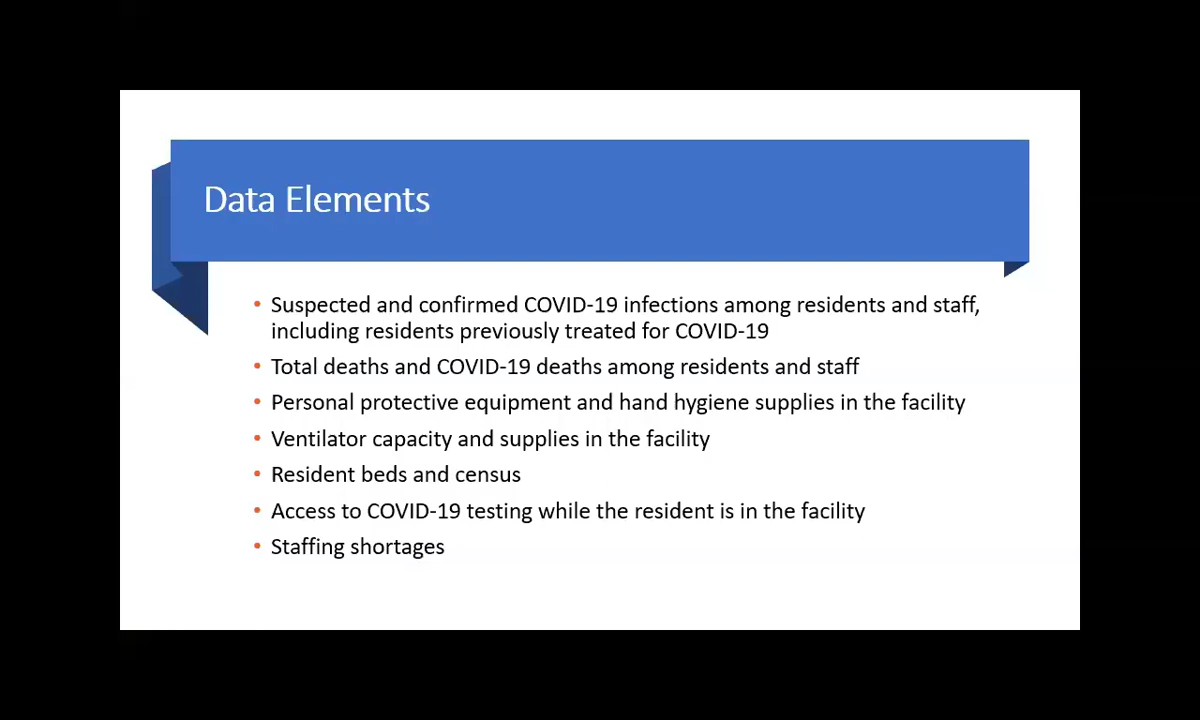 Data Elements
• Suspected and confirmed COVID-19 infections among residents and staff,
including residents previously treated for COVID-19
• Total deaths and COVID-19 deaths among residents and staff
• Personal protective equipment and hand hygiene supplies in the facility
• Ventilator capacity and supplies in the facility
• Resident beds and census
• Access to COVID-19 testing while the resident is in the facility
• Staffing shortages